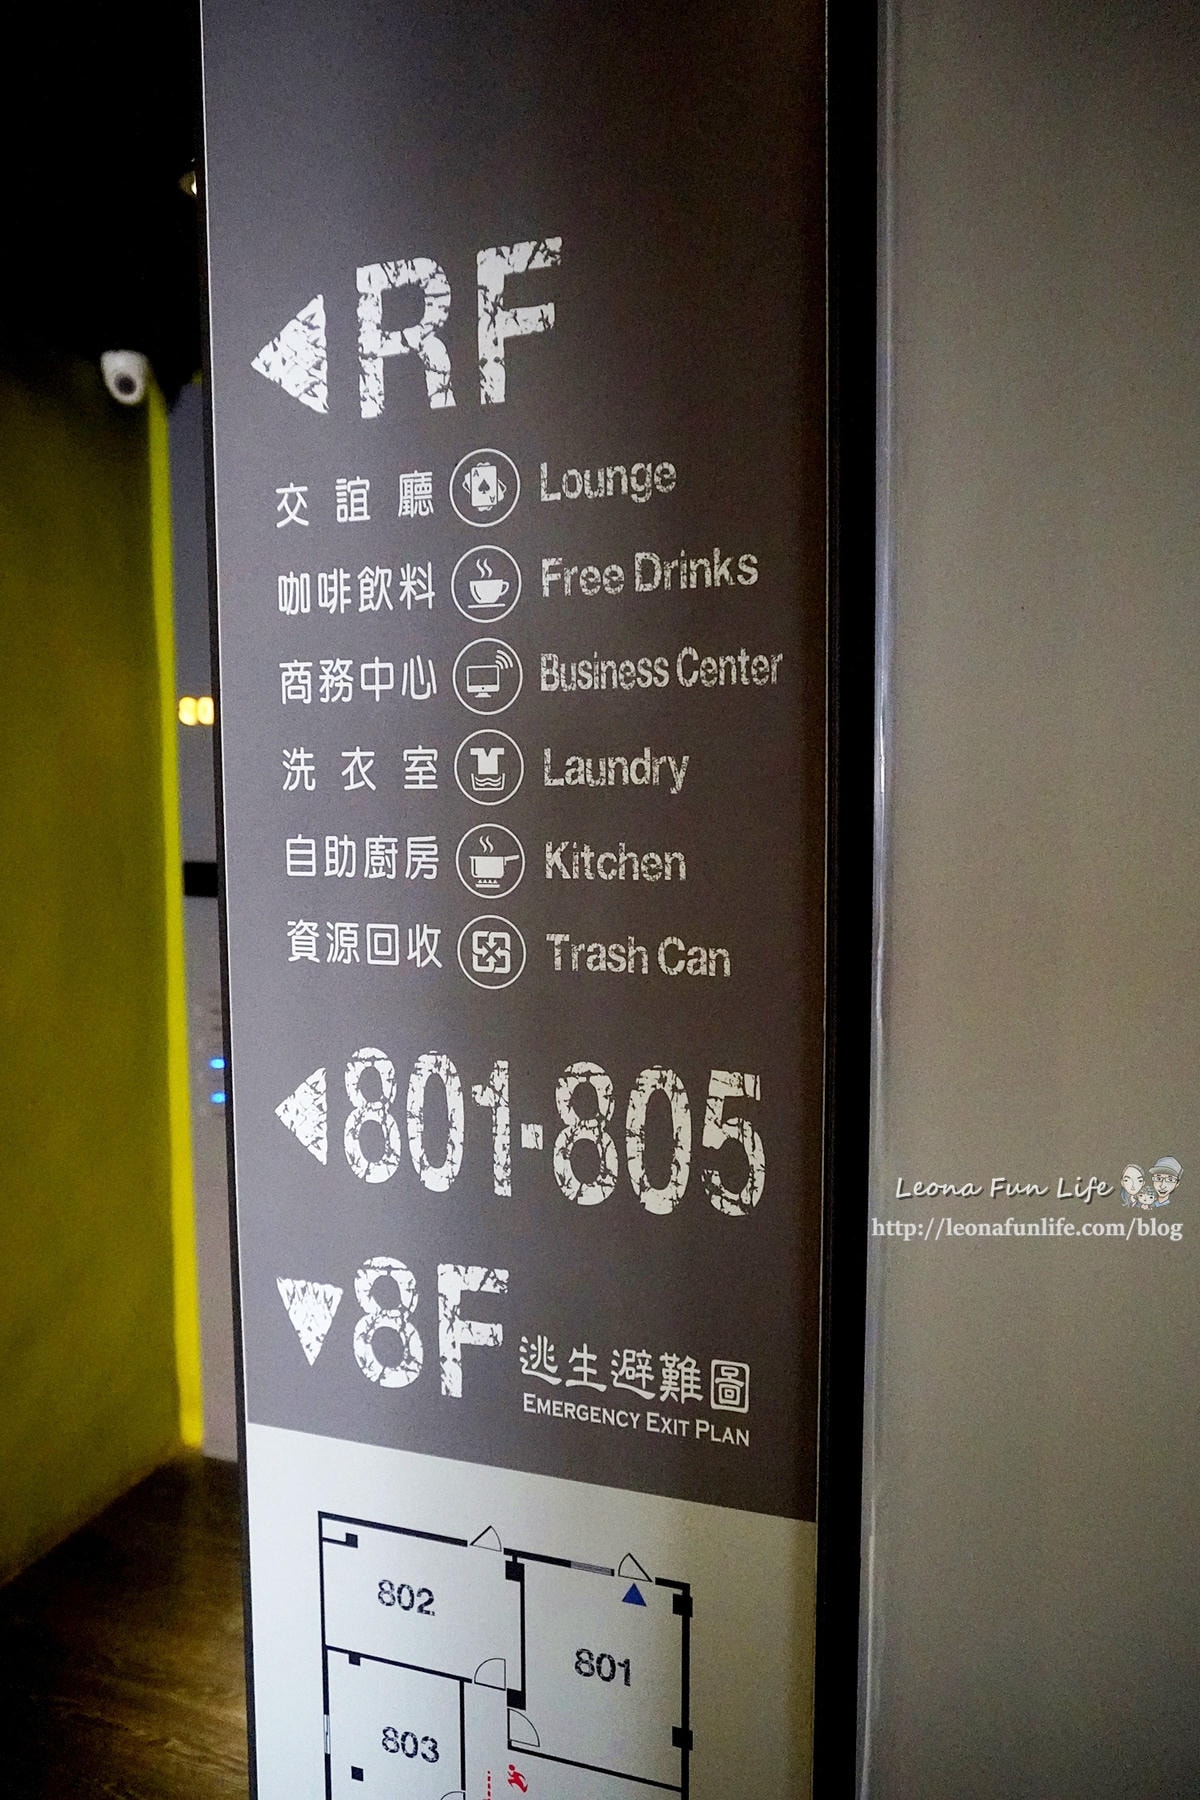 RF
交誼廳 Lounge
咖啡飲料 Free Drinks
商務中心 Business Center
洗衣室 Laundry
自助廚房 Kitchen
資源回收 Trash Can
801-805
8F 逃生避難圖
EMERGENCY EXIT PLAN
802
801
803
Leona Fun Life
http://leonafunlife.com/blog